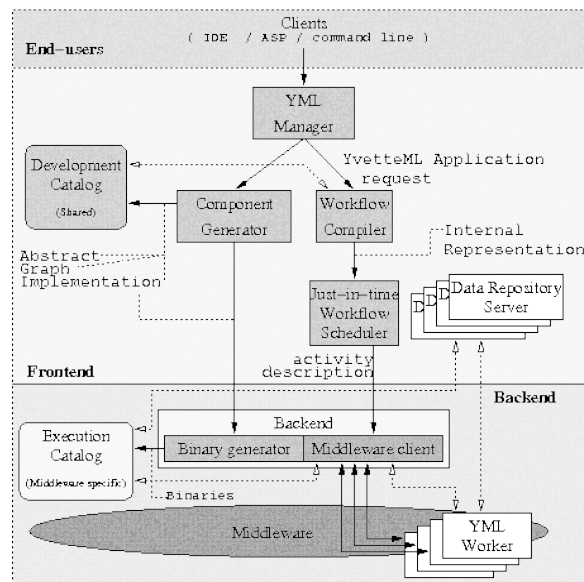 Clients
( IDE / ASP / command line )
End-users
YML
Manager
Development
Catalog
(Shared)
YvetteML Application
request
Component
Generator
Workflow
Compiler
Abstract
Graph
Implementation
Internal
Representation
Just-in-time
Workflow
Scheduler
D D D Data Repository
Server
activity
description
Frontend
Backend
Backend
Execution
Catalog
(Middleware specific)
Binary generator
Middleware client
Binaries
Middleware
YML
Worker